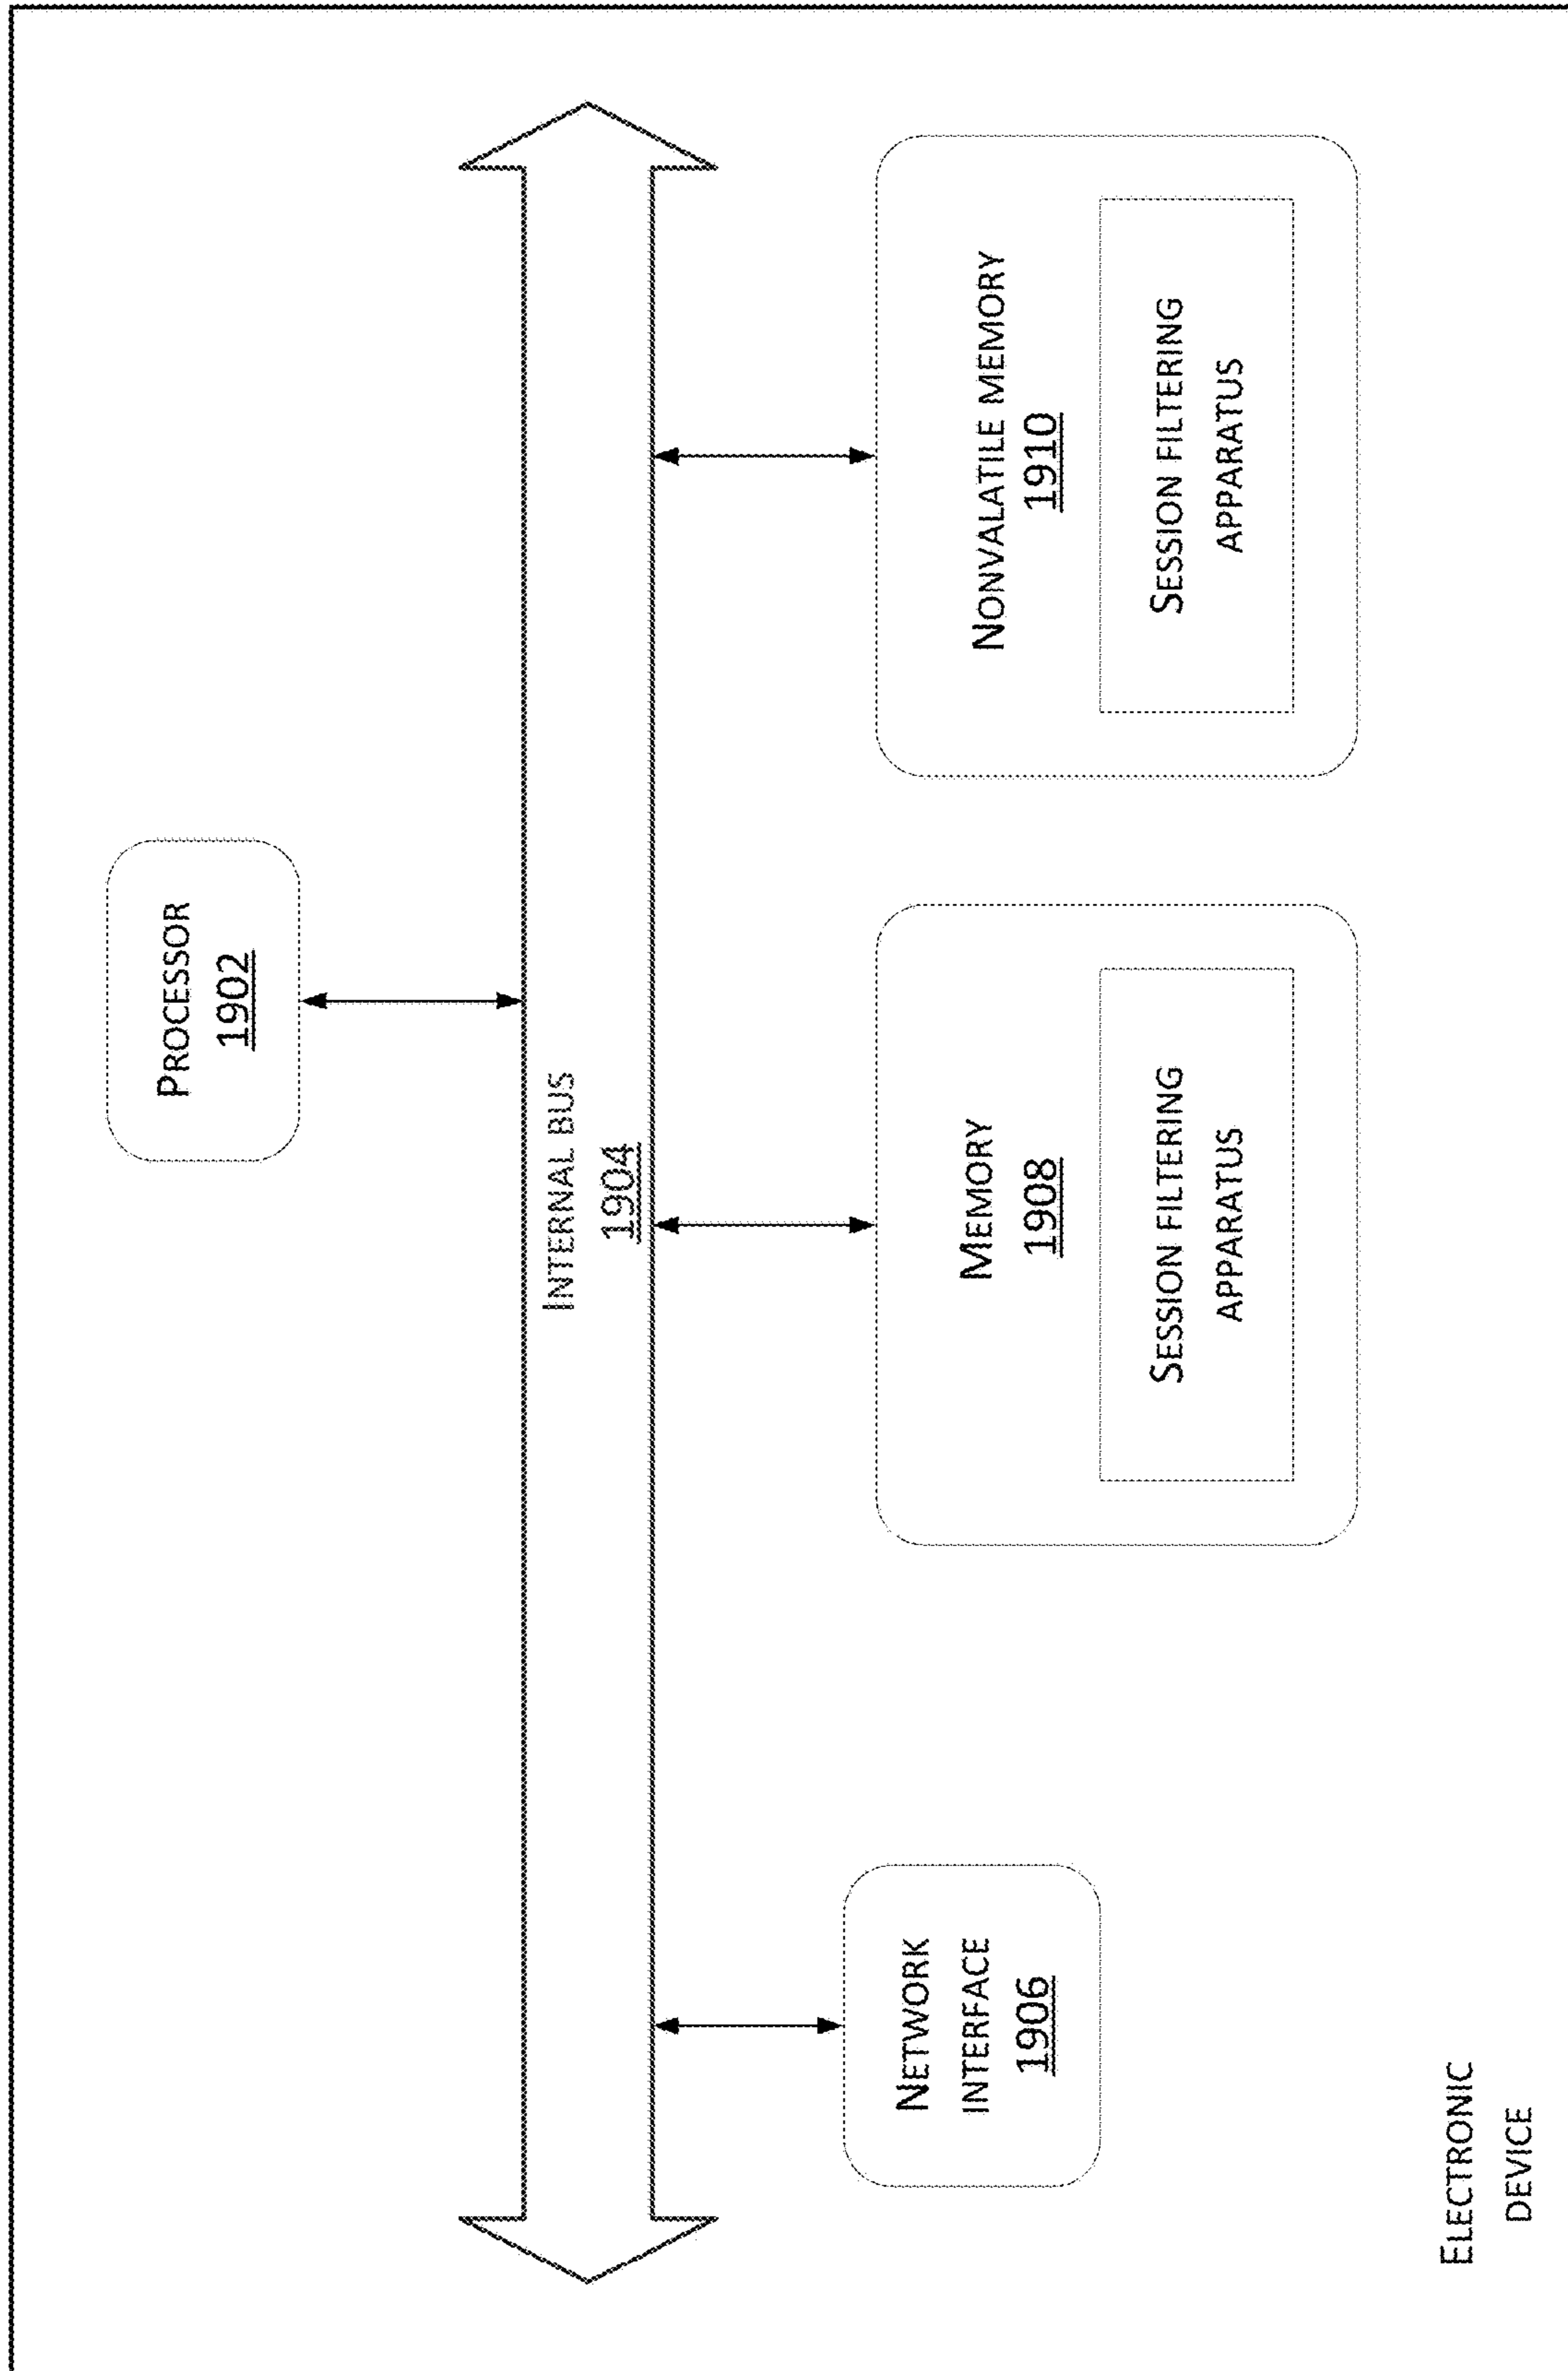 PROCESSOR
1902
INTERNAL BUS
1904
NETWORK
INTERFACE
1906
MEMORY
1908
SESSION FILTERING
APPARATUS
NONVALATILE MEMORY
1910
SESSION FILTERING
APPARATUS
ELECTRONIC
DEVICE